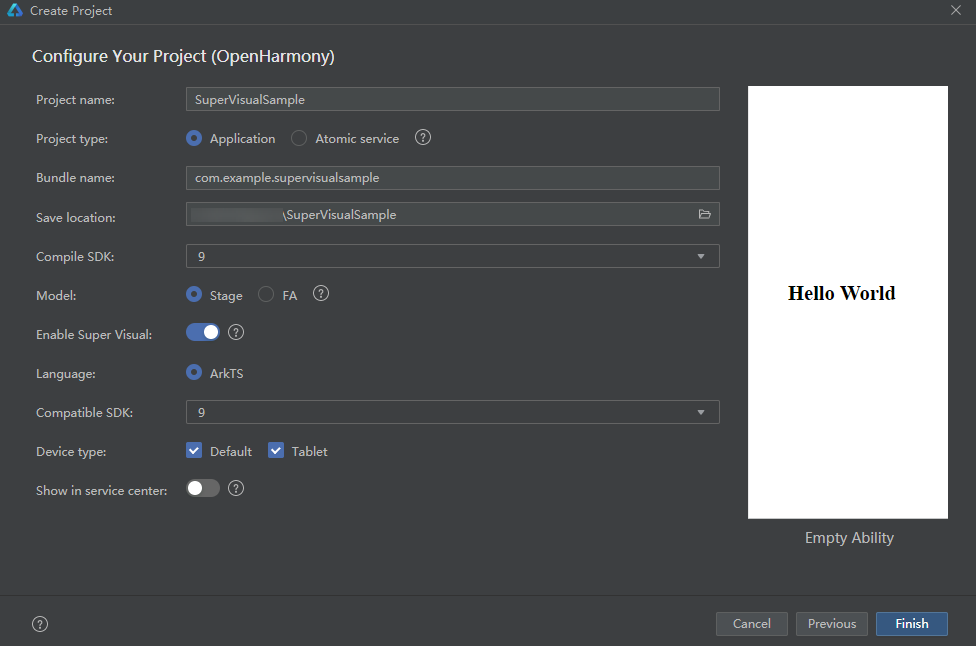 Create Project
Configure Your Project (OpenHarmony)
Project name: SuperVisualSample
Project type: Application Atomic service ?
Bundle name: com.example.supervisualsample
Save location: \SuperVisualSample
Compile SDK: 9
Model: Stage FA ?
Enable Super Visual: ?
Language: ArkTS
Compatible SDK: 9
Device type: Default Tablet
Show in service center: ?
Hello World
Empty Ability
? Cancel Previous Finish